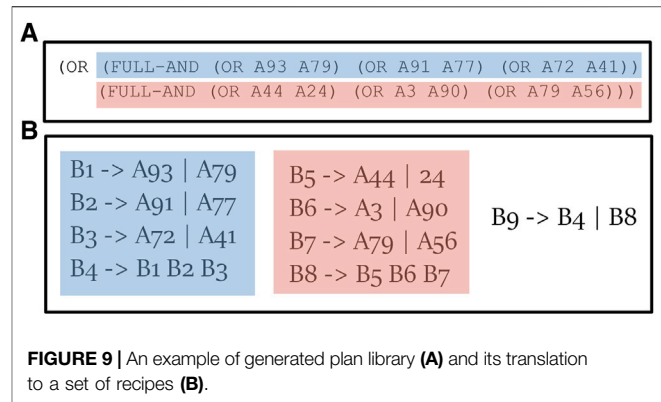 A
(OR (FULL-AND (OR A93 A79) (OR A91 A77) (OR A72 A41))
(FULL-AND (OR A44 A24) (OR A3 A90) (OR A79 A56)))
B
B1 -> A93 | A79
B2 -> A91 | A77
B3 -> A72 | A41
B4 -> B1 B2 B3
B5 -> A44 | 24
B6 -> A3 | A90
B7 -> A79 | A56
B8 -> B5 B6 B7
B9 -> B4 | B8
FIGURE 9 | An example of generated plan library (A) and its translation
to a set of recipes (B).